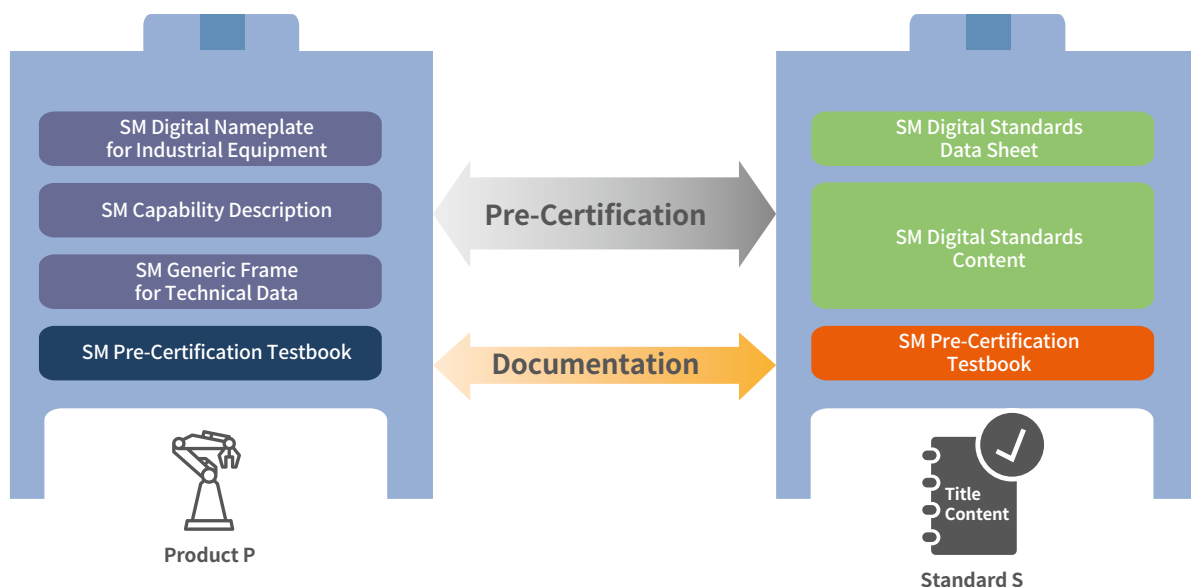 SM Digital Nameplate
for Industrial Equipment
SM Capability Description
SM Generic Frame
for Technical Data
SM Pre-Certification Testbook
Product P
Pre-Certification
Documentation
SM Digital Standards
Data Sheet
SM Digital Standards
Content
SM Pre-Certification
Testbook
Title
Content
Standard S